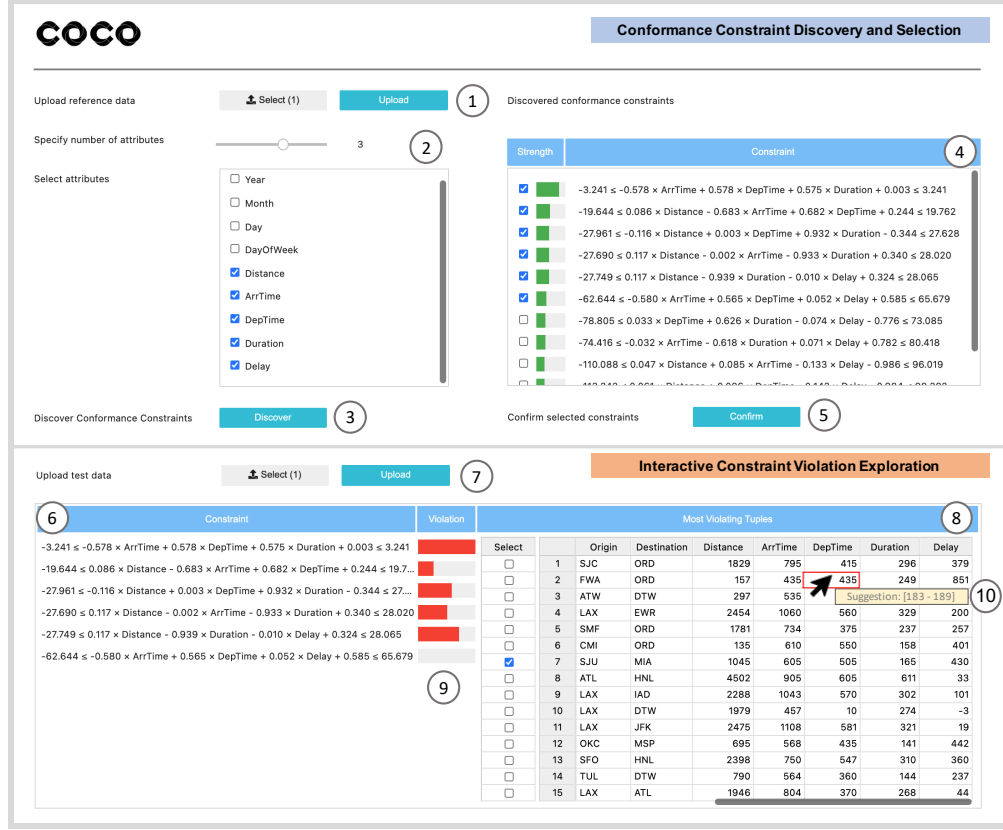 COCO
Conformance Constraint Discovery and Selection
Upload reference data
Select (1)
Upload
1
Specify number of attributes
3
2
Select attributes
Year
Month
Day
DayOfWeek
Distance
ArrTime
DepTime
Duration
Delay
Discover Conformance Constraints
Discover
3
Discovered conformance constraints
Strength Constraint 4
-3.241 ≤ -0.578 × ArrTime + 0.578 × DepTime + 0.575 × Duration + 0.003 ≤ 3.241
-19.644 ≤ 0.086 × Distance - 0.683 × ArrTime + 0.682 × DepTime + 0.244 ≤ 19.762
-27.961 ≤ -0.116 × Distance + 0.003 × DepTime + 0.932 × Duration - 0.344 ≤ 27.628
-27.690 ≤ 0.117 × Distance - 0.002 × ArrTime - 0.933 × Duration + 0.340 ≤ 28.020
-27.749 ≤ 0.117 × Distance - 0.939 × Duration - 0.010 × Delay + 0.324 ≤ 28.065
-62.644 ≤ -0.580 × ArrTime + 0.565 × DepTime + 0.052 × Delay + 0.585 ≤ 65.679
-78.805 ≤ 0.033 × DepTime + 0.626 × Duration - 0.074 × Delay - 0.776 ≤ 73.085
-74.416 ≤ -0.032 × ArrTime - 0.618 × Duration + 0.071 × Delay + 0.782 ≤ 80.418
-110.088 ≤ 0.047 × Distance + 0.085 × ArrTime - 0.133 × Delay - 0.986 ≤ 96.019
Confirm selected constraints
Confirm
5
Upload test data
Select (1)
Upload
7
Interactive Constraint Violation Exploration
6 Constraint Violation
-3.241 ≤ -0.578 × ArrTime + 0.578 × DepTime + 0.575 × Duration + 0.003 ≤ 3.241
-19.644 ≤ 0.086 × Distance - 0.683 × ArrTime + 0.682 × DepTime + 0.244 ≤ 19.7...
-27.961 ≤ -0.116 × Distance + 0.003 × DepTime + 0.932 × Duration - 0.344 ≤ 27....
-27.690 ≤ 0.117 × Distance - 0.002 × ArrTime - 0.933 × Duration + 0.340 ≤ 28.020
-27.749 ≤ 0.117 × Distance - 0.939 × Duration - 0.010 × Delay + 0.324 ≤ 28.065
-62.644 ≤ -0.580 × ArrTime + 0.565 × DepTime + 0.052 × Delay + 0.585 ≤ 65.679
9
Most Violating Tuples 8
Select Origin Destination Distance ArrTime DepTime Duration Delay
1 SJC ORD 1829 795 415 296 379
2 FWA ORD 157 435 435 249 851
3 ATW DTW 297 535 Suggestion: [183 - 189] 10
4 LAX EWR 2454 1060 560 329 200
5 SMF ORD 1781 734 375 237 257
6 CMI ORD 135 610 550 158 401
7 SJU MIA 1045 605 505 165 430
8 ATL HNL 4502 905 605 611 33
9 LAX IAD 2288 1043 570 302 101
10 LAX DTW 1979 457 10 274 -3
11 LAX JFK 2475 1108 581 321 19
12 OKC MSP 695 568 435 141 442
13 SFO HNL 2398 750 547 310 360
14 TUL DTW 790 564 360 144 237
15 LAX ATL 1946 804 370 268 44